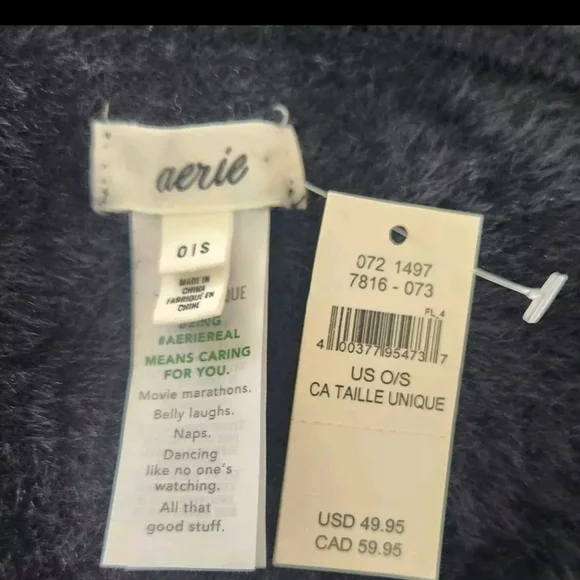 aerie
O|S
MADE IN
CHINA
FABRIQUÉ EN
CHINE
QUE
BEING
#AERIEREAL
MEANS CARING
FOR YOU.
Movie marathons.
Belly laughs.
Naps.
Dancing
like no one's
watching.
All that
good stuff.
072 1497
7816 - 073
FL_4
4 00377 95473 7
US O/S
CA TAILLE UNIQUE
USD 49.95
CAD 59.95